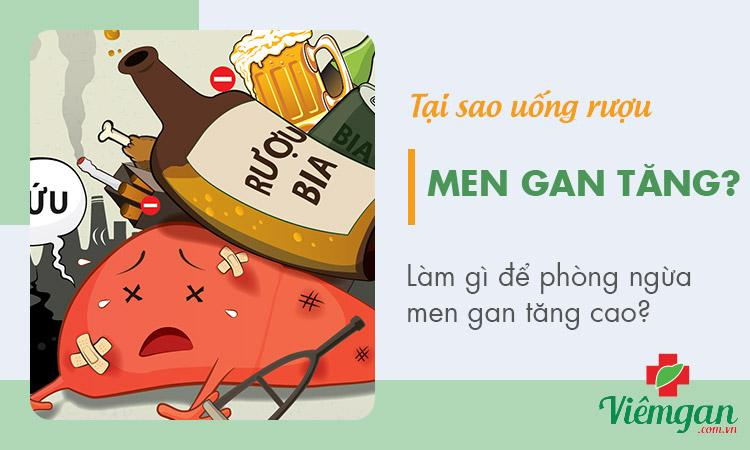 Tại sao uống rượu
MEN GAN TĂNG?
Làm gì để phòng ngừa
men gan tăng cao?
RƯỢU
BIA
BIA
ỨU
Viêmgan
.com.vn